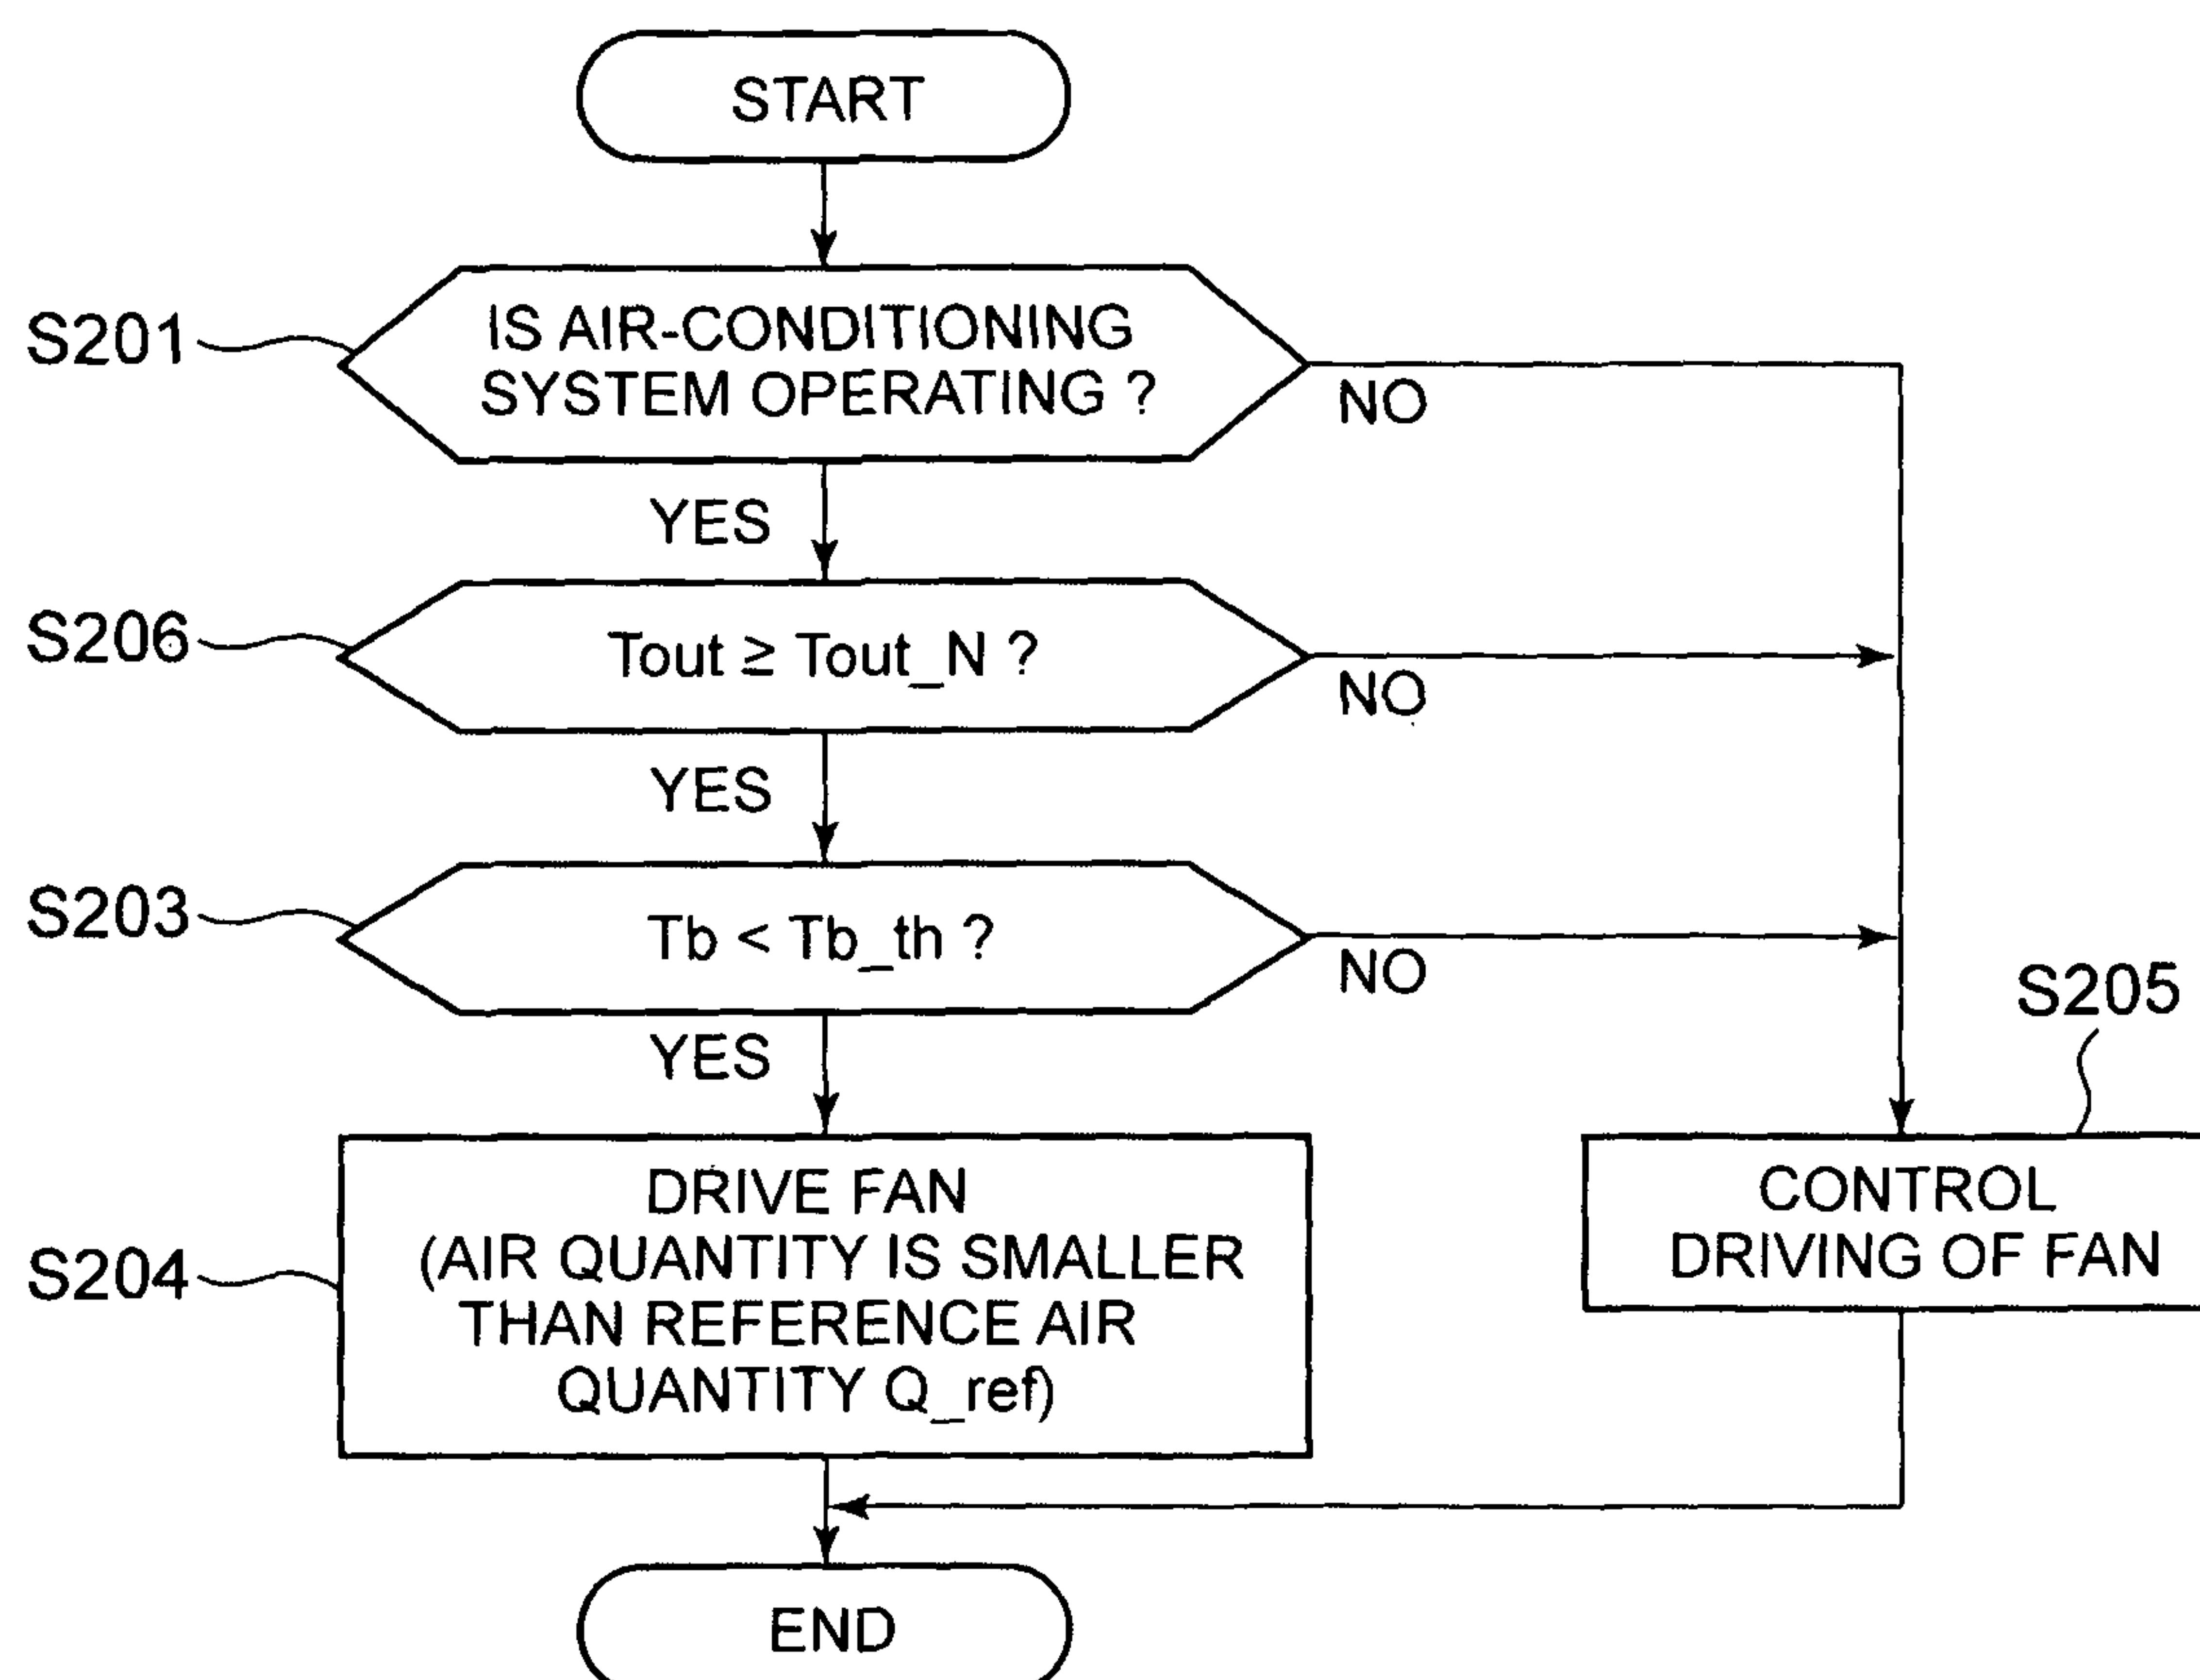 START
S201
IS AIR-CONDITIONING
SYSTEM OPERATING ?
NO
YES
S206
Tout ≥ Tout_N ?
NO
YES
S203
Tb < Tb_th ?
NO
YES
S205
S204
DRIVE FAN
(AIR QUANTITY IS SMALLER
THAN REFERENCE AIR
QUANTITY Q_ref)
CONTROL
DRIVING OF FAN
END